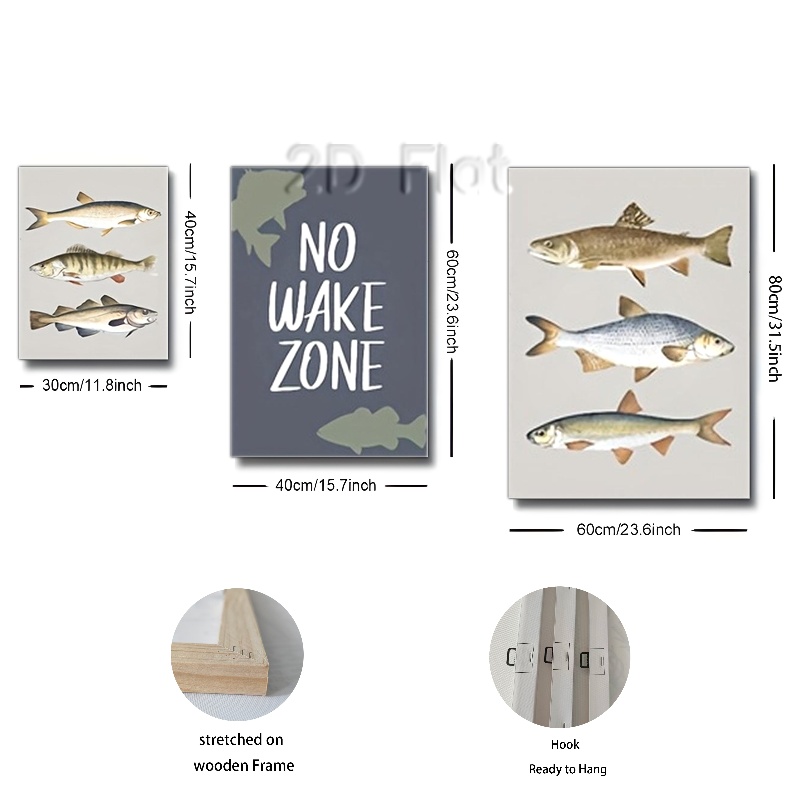 2D Flat
NO
WAKE
ZONE
40cm/15.7inch
30cm/11.8inch
60cm/23.6inch
40cm/15.7inch
80cm/31.5inch
60cm/23.6inch
stretched on
wooden Frame
Hook
Ready to Hang